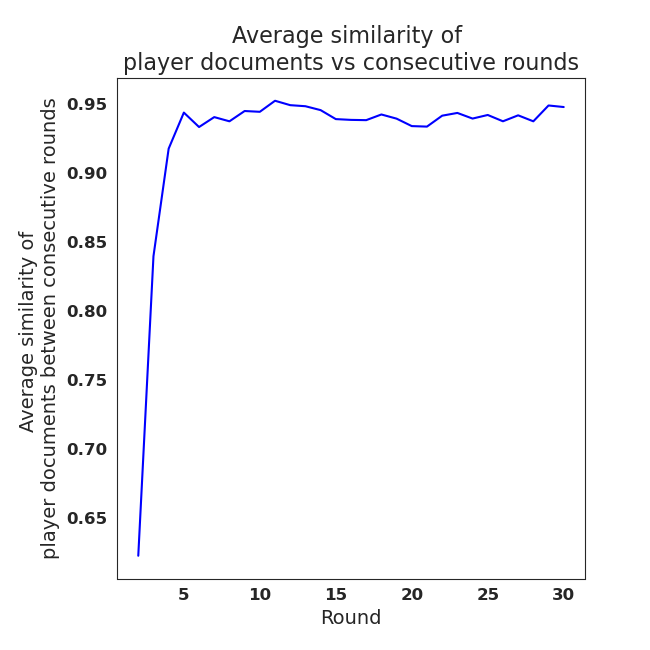 Average similarity of
player documents vs consecutive rounds
Average similarity of
player documents between consecutive rounds
0.95
0.90
0.85
0.80
0.75
0.70
0.65
5 10 15 20 25 30
Round